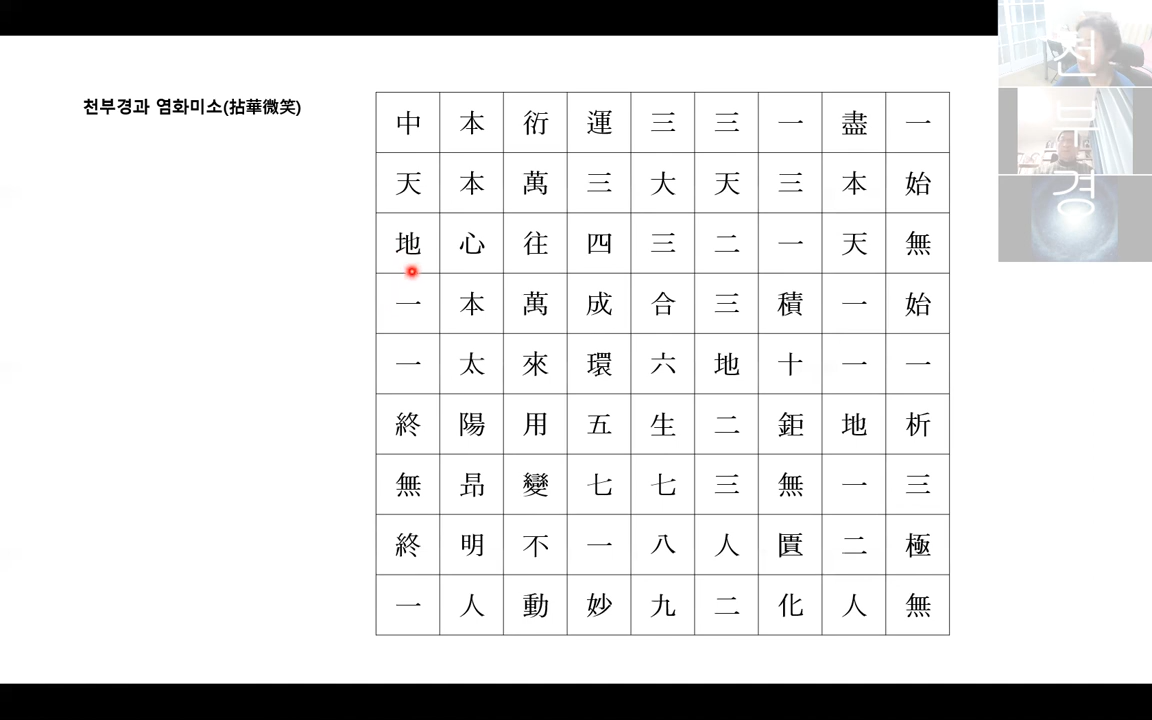 천부경과 염화미소(拈華微笑)
一始無始一析三極無
盡本天一一地一二人
一三一積十鉅無匱化
三天二三地二三人二
三大三合六生七八九
運三四成環五七一妙
衍萬往萬來用變不動
本本心本太陽昻明人
中天地一一終無終一
천
부
경